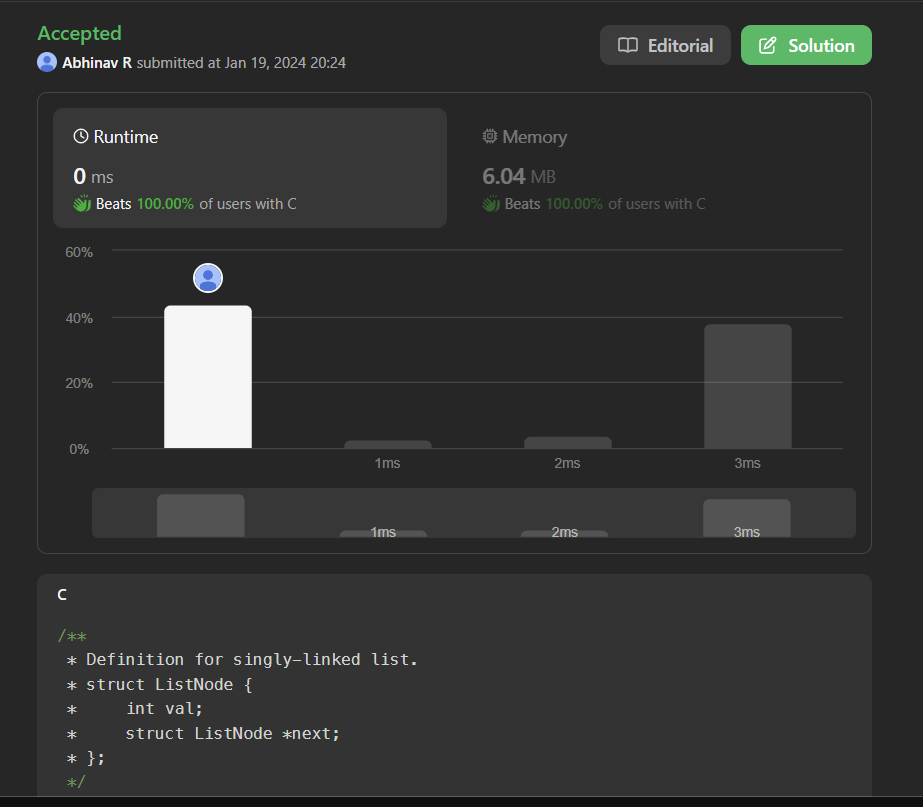 Accepted
Abhinav R submitted at Jan 19, 2024 20:24
Editorial
Solution
Runtime
0 ms
Beats 100.00% of users with C
Memory
6.04 MB
Beats 100.00% of users with C
60%
40%
20%
0%
1ms 2ms 3ms
1ms 2ms 3ms
C
/**
 * Definition for singly-linked list.
 * struct ListNode {
 *     int val;
 *     struct ListNode *next;
 * };
 */